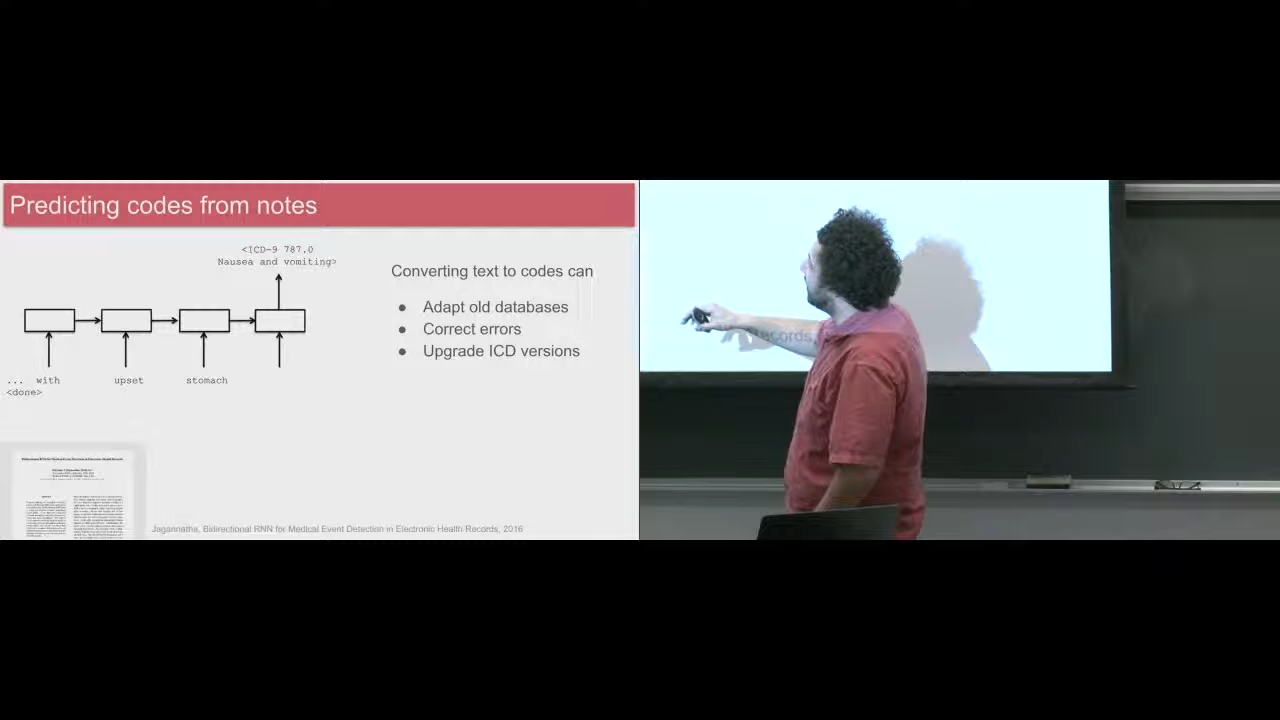 Predicting codes from notes
<ICD-9 787.0
Nausea and vomiting>
Converting text to codes can
● Adapt old databases
● Correct errors
● Upgrade ICD versions
... with upset stomach
<done>
Jagannatha, Bidirectional RNN for Medical Event Detection in Electronic Health Records, 2016